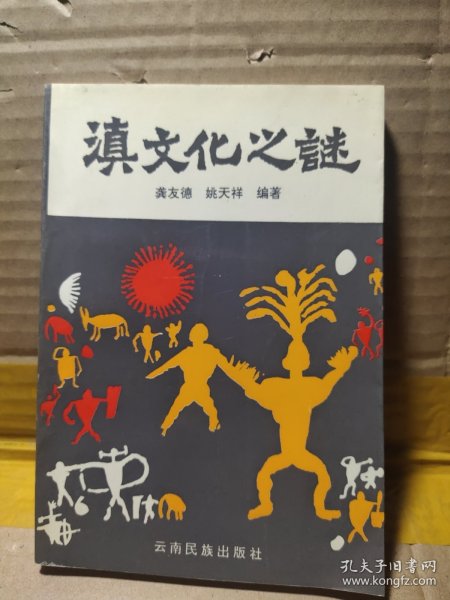 滇文化之謎
龚友德 姚天祥 编著
云南民族出版社
孔夫子旧书网
www.kongfz.com